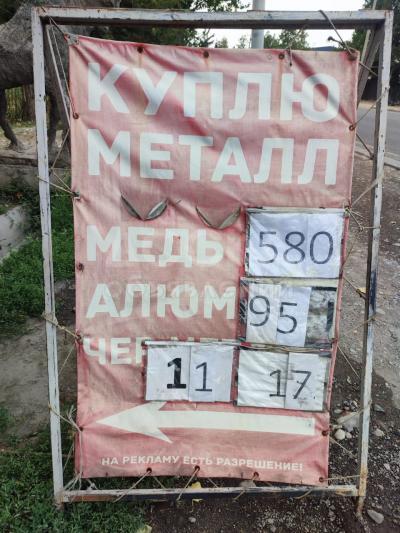 КУПЛЮ
МЕТАЛЛ
МЕДЬ 580
АЛЮМ 95
11 17
НА РЕКЛАМУ ЕСТЬ РАЗРЕШЕНИЕ!